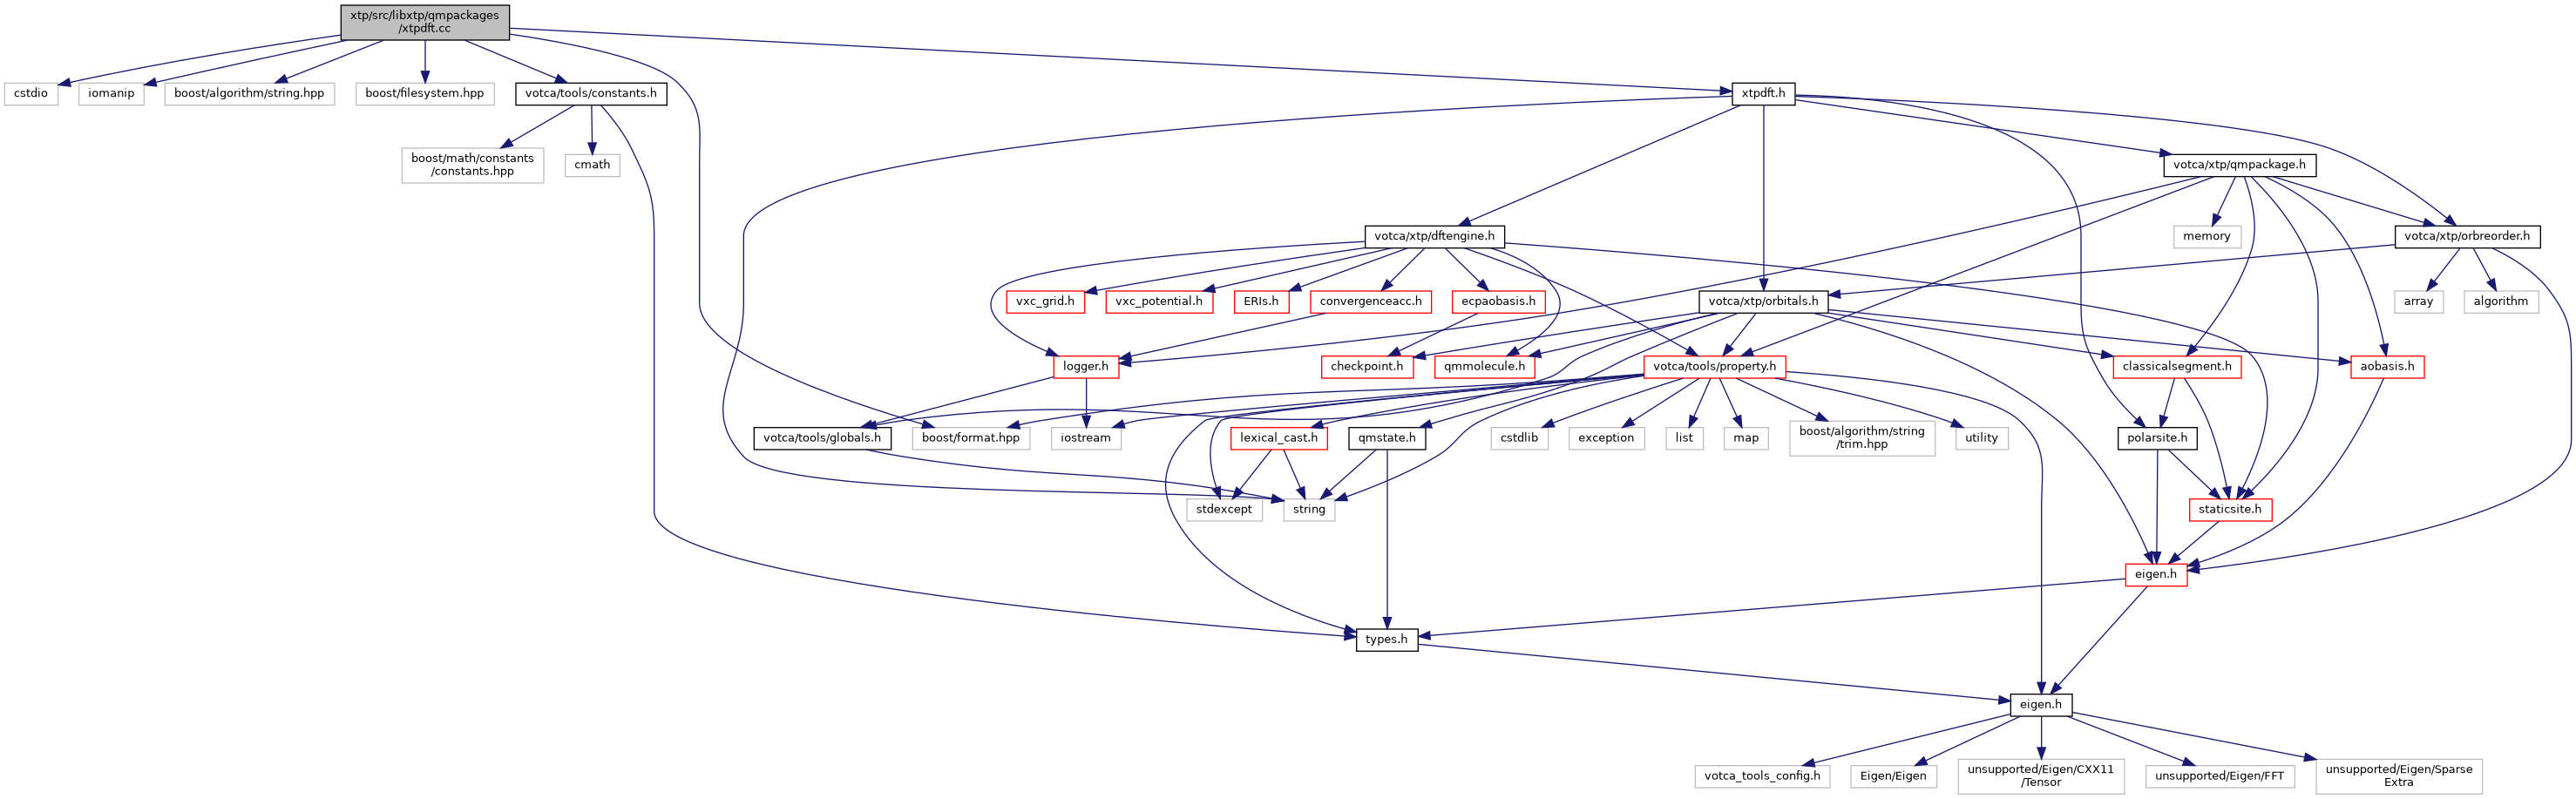 xtp/src/libxtp/qmpackages
/xtpdft.cc
cstdio
iomanip
boost/algorithm/string.hpp
boost/filesystem.hpp
votca/tools/constants.h
xtpdft.h
boost/math/constants
/constants.hpp
cmath
votca/xtp/qmpackage.h
votca/xtp/dftengine.h
memory
votca/xtp/orbreorder.h
vxc_grid.h
vxc_potential.h
ERIs.h
convergenceacc.h
ecpaobasis.h
votca/xtp/orbitals.h
array
algorithm
logger.h
checkpoint.h
qmmolecule.h
votca/tools/property.h
classicalsegment.h
aobasis.h
votca/tools/globals.h
boost/format.hpp
iostream
lexical_cast.h
qmstate.h
cstdlib
exception
list
map
boost/algorithm/string
/trim.hpp
utility
polarsite.h
stdexcept
string
staticsite.h
eigen.h
types.h
eigen.h
votca_tools_config.h
Eigen/Eigen
unsupported/Eigen/CXX11
/Tensor
unsupported/Eigen/FFT
unsupported/Eigen/Sparse
Extra